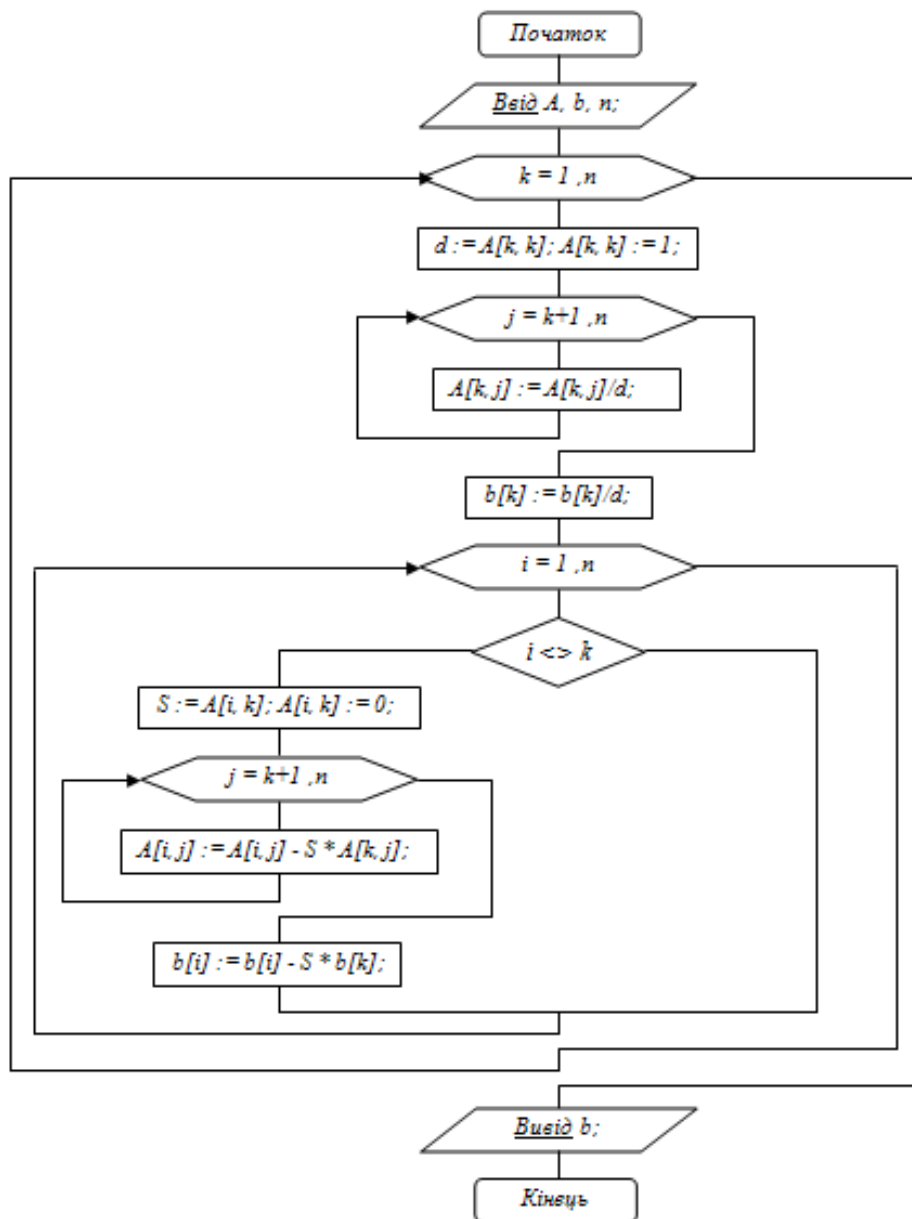 Початок
Ввід A, b, n;
k = 1 ,n
d := A[k, k]; A[k, k] := 1;
j = k+1 ,n
A[k, j] := A[k, j]/d;
b[k] := b[k]/d;
i = 1 ,n
i <> k
S := A[i, k]; A[i, k] := 0;
j = k+1 ,n
A[i, j] := A[i, j] - S * A[k, j];
b[i] := b[i] - S * b[k];
Вивід b;
Кінець